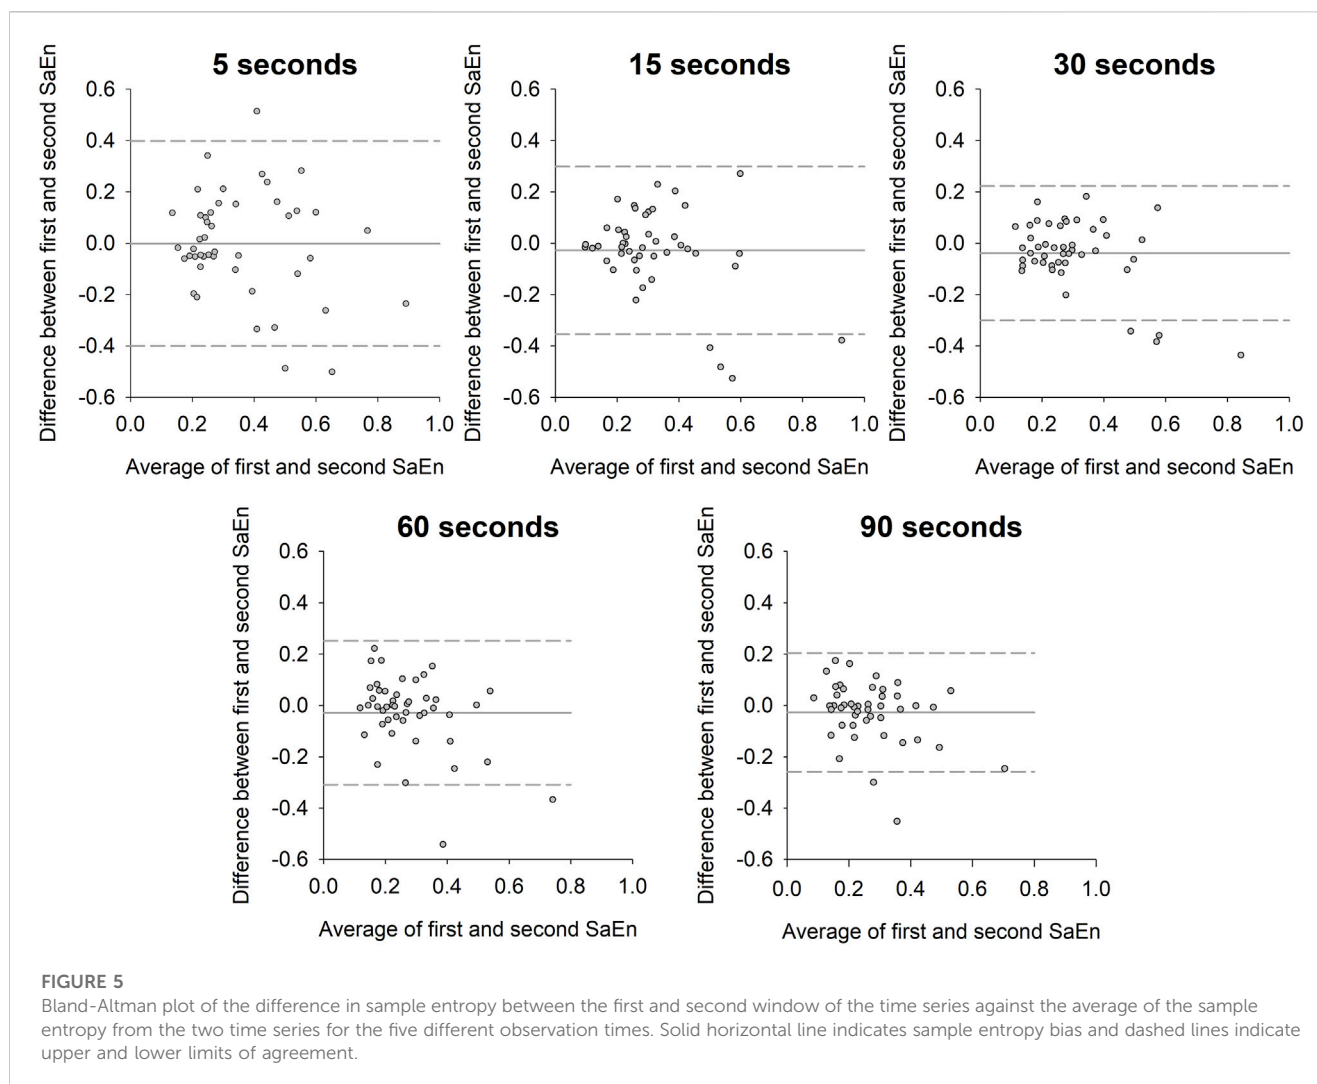 5 seconds
Difference between first and second SaEn
0.6
0.4
0.2
0.0
-0.2
-0.4
-0.6
0.0 0.2 0.4 0.6 0.8 1.0
Average of first and second SaEn
15 seconds
Difference between first and second SaEn
0.6
0.4
0.2
0.0
-0.2
-0.4
-0.6
0.0 0.2 0.4 0.6 0.8 1.0
Average of first and second SaEn
30 seconds
Difference between first and second SaEn
0.6
0.4
0.2
0.0
-0.2
-0.4
-0.6
0.0 0.2 0.4 0.6 0.8 1.0
Average of first and second SaEn
60 seconds
Difference between first and second SaEn
0.6
0.4
0.2
0.0
-0.2
-0.4
-0.6
0.0 0.2 0.4 0.6 0.8 1.0
Average of first and second SaEn
90 seconds
Difference between first and second SaEn
0.6
0.4
0.2
0.0
-0.2
-0.4
-0.6
0.0 0.2 0.4 0.6 0.8 1.0
Average of first and second SaEn
FIGURE 5
Bland-Altman plot of the difference in sample entropy between the first and second window of the time series against the average of the sample
entropy from the two time series for the five different observation times. Solid horizontal line indicates sample entropy bias and dashed lines indicate
upper and lower limits of agreement.